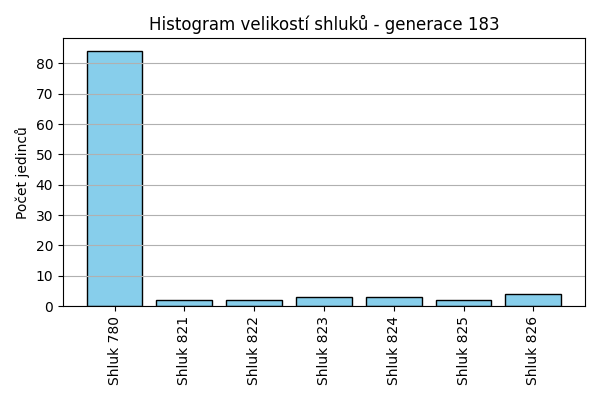 Histogram velikostí shluků - generace 183
Počet jedinců
80
70
60
50
40
30
20
10
0
Shluk 780
Shluk 821
Shluk 822
Shluk 823
Shluk 824
Shluk 825
Shluk 826